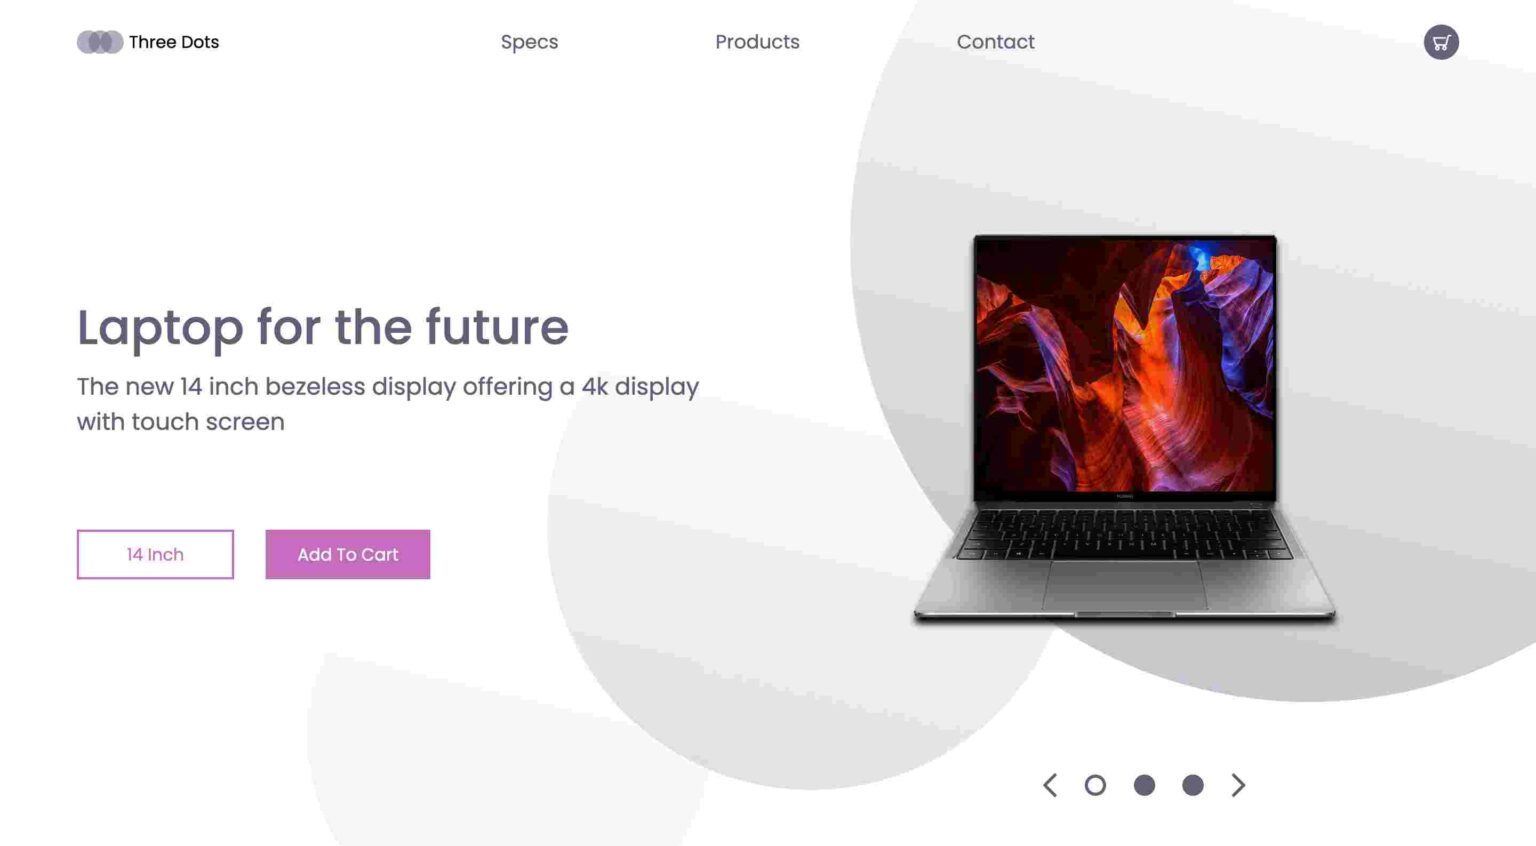 Three Dots
Specs
Products
Contact
Laptop for the future
The new 14 inch bezeless display offering a 4k display
with touch screen
14 Inch
Add To Cart